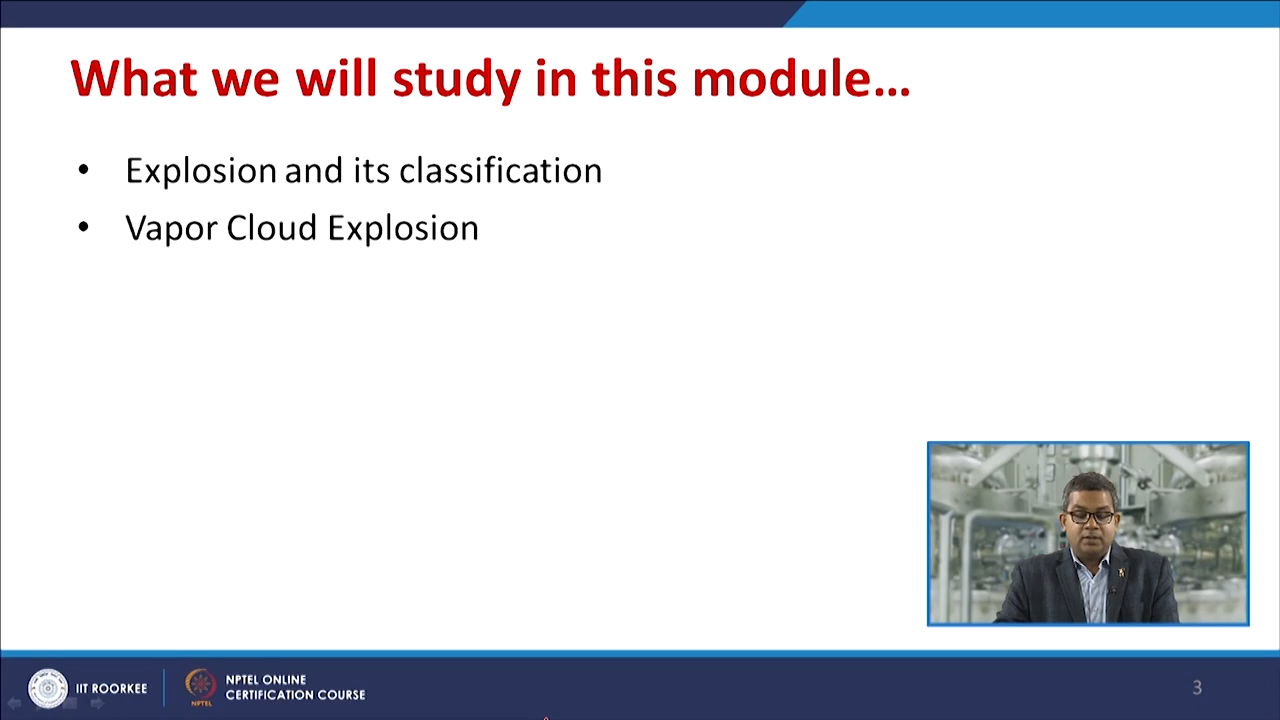 What we will study in this module...
• Explosion and its classification
• Vapor Cloud Explosion
IIT ROORKEE
NPTEL
NPTEL ONLINE
CERTIFICATION COURSE
3